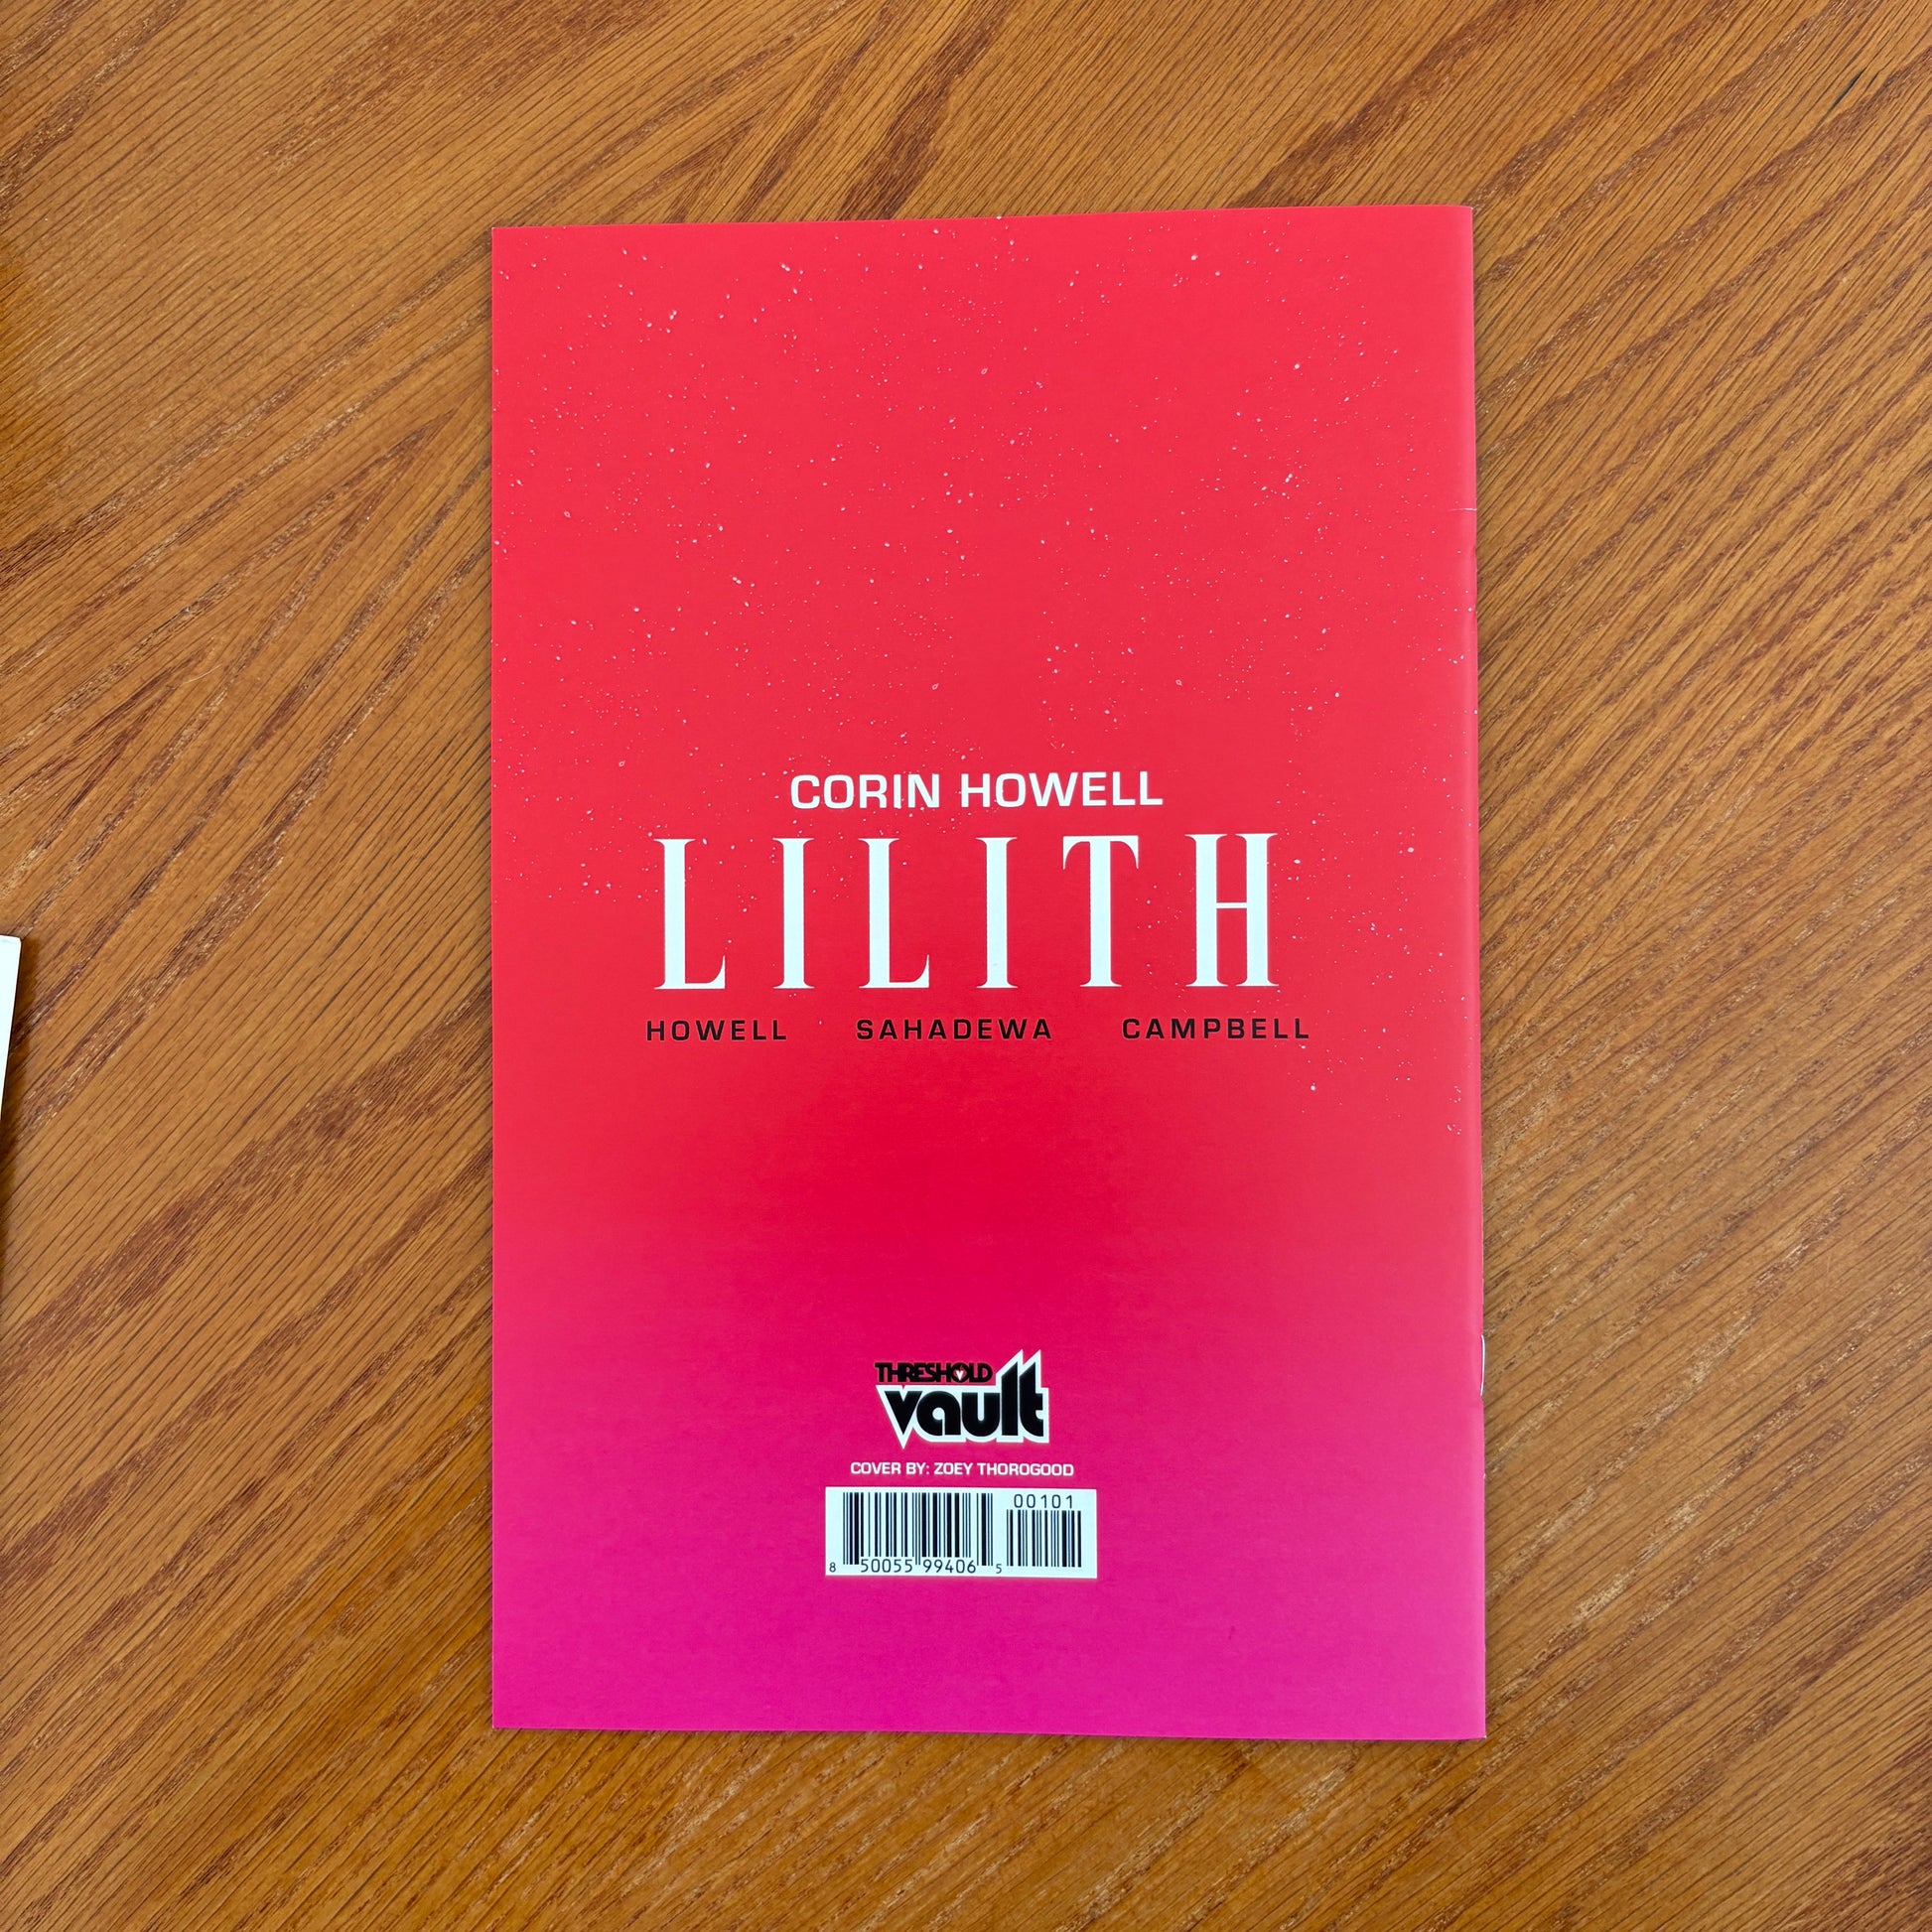 CORIN HOWELL
LILITH
HOWELL SAHADEWA CAMPBELL
THRESHOLD
vault
COVER BY: ZOEY THOROGOOD
00101
8 50055 99406 5